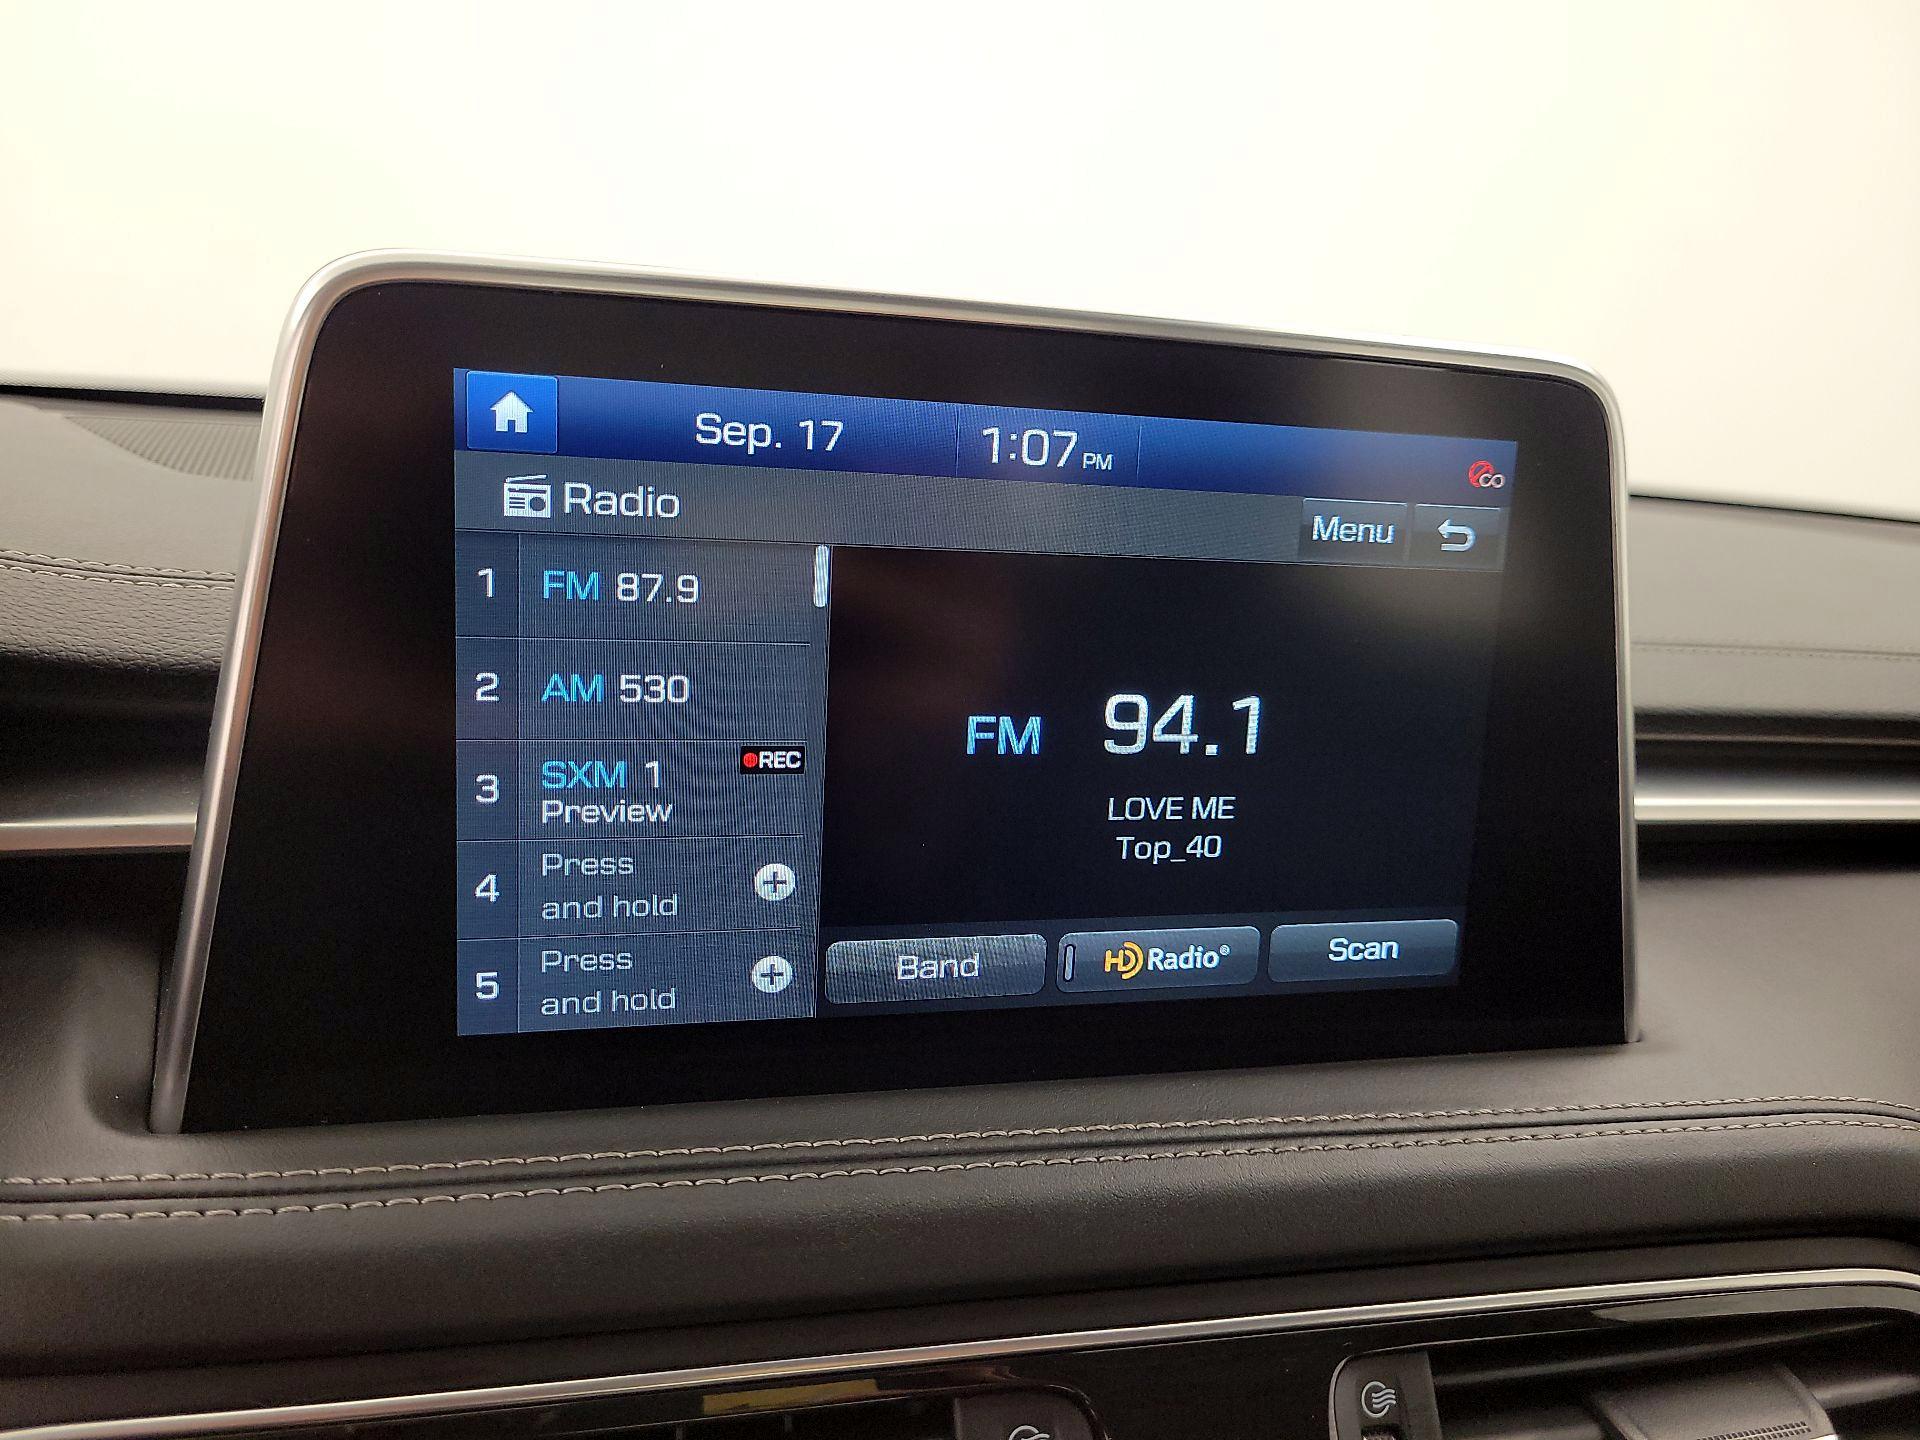 Sep. 17 1:07 PM
Radio
Menu
1 FM 87.9
2 AM 530
3 SXM 1 REC
Preview
4 Press
and hold
5 Press
and hold
FM 94.1
LOVE ME
Top_40
Band HD Radio® Scan